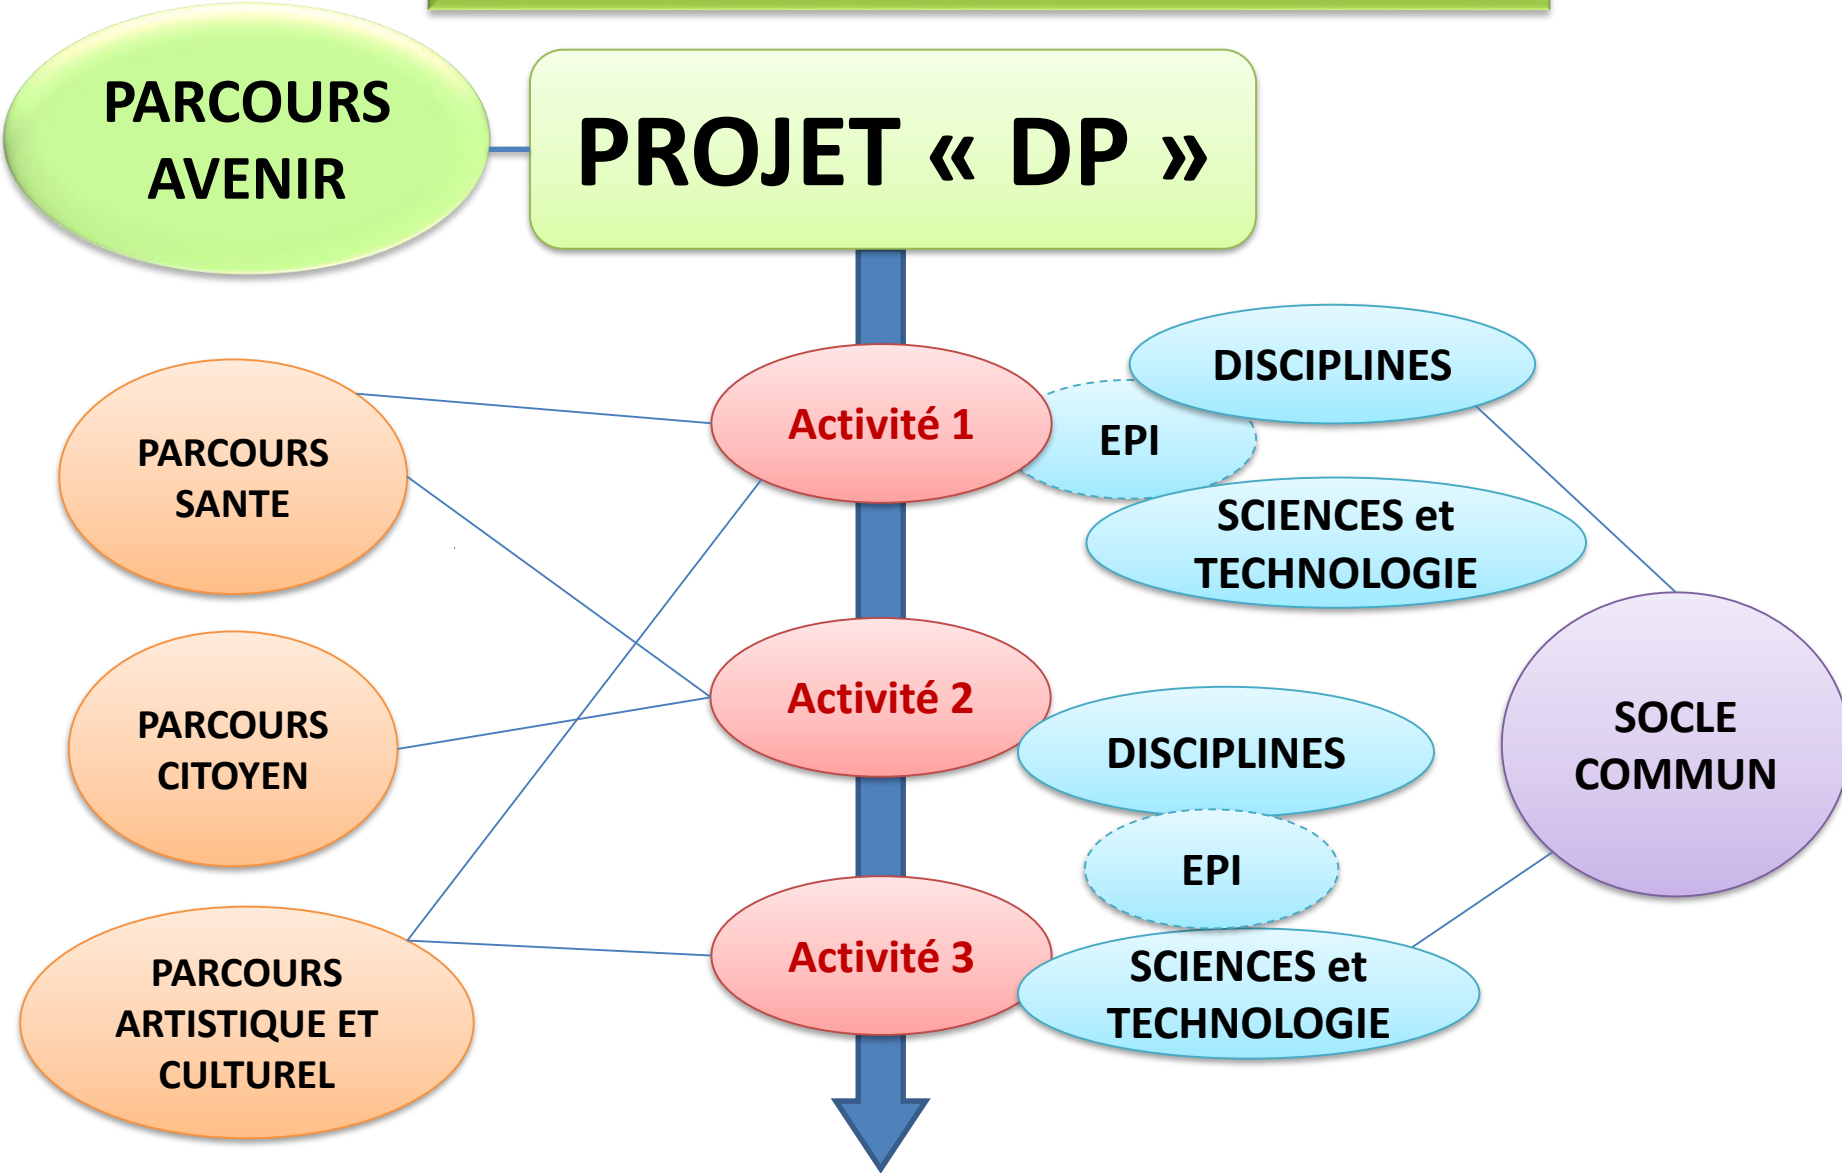 PARCOURS
AVENIR
PROJET « DP »
DISCIPLINES
Activité 1
EPI
PARCOURS
SANTE
SCIENCES et
TECHNOLOGIE
Activité 2
PARCOURS
CITOYEN
DISCIPLINES
SOCLE
COMMUN
EPI
Activité 3
SCIENCES et
TECHNOLOGIE
PARCOURS
ARTISTIQUE ET
CULTUREL